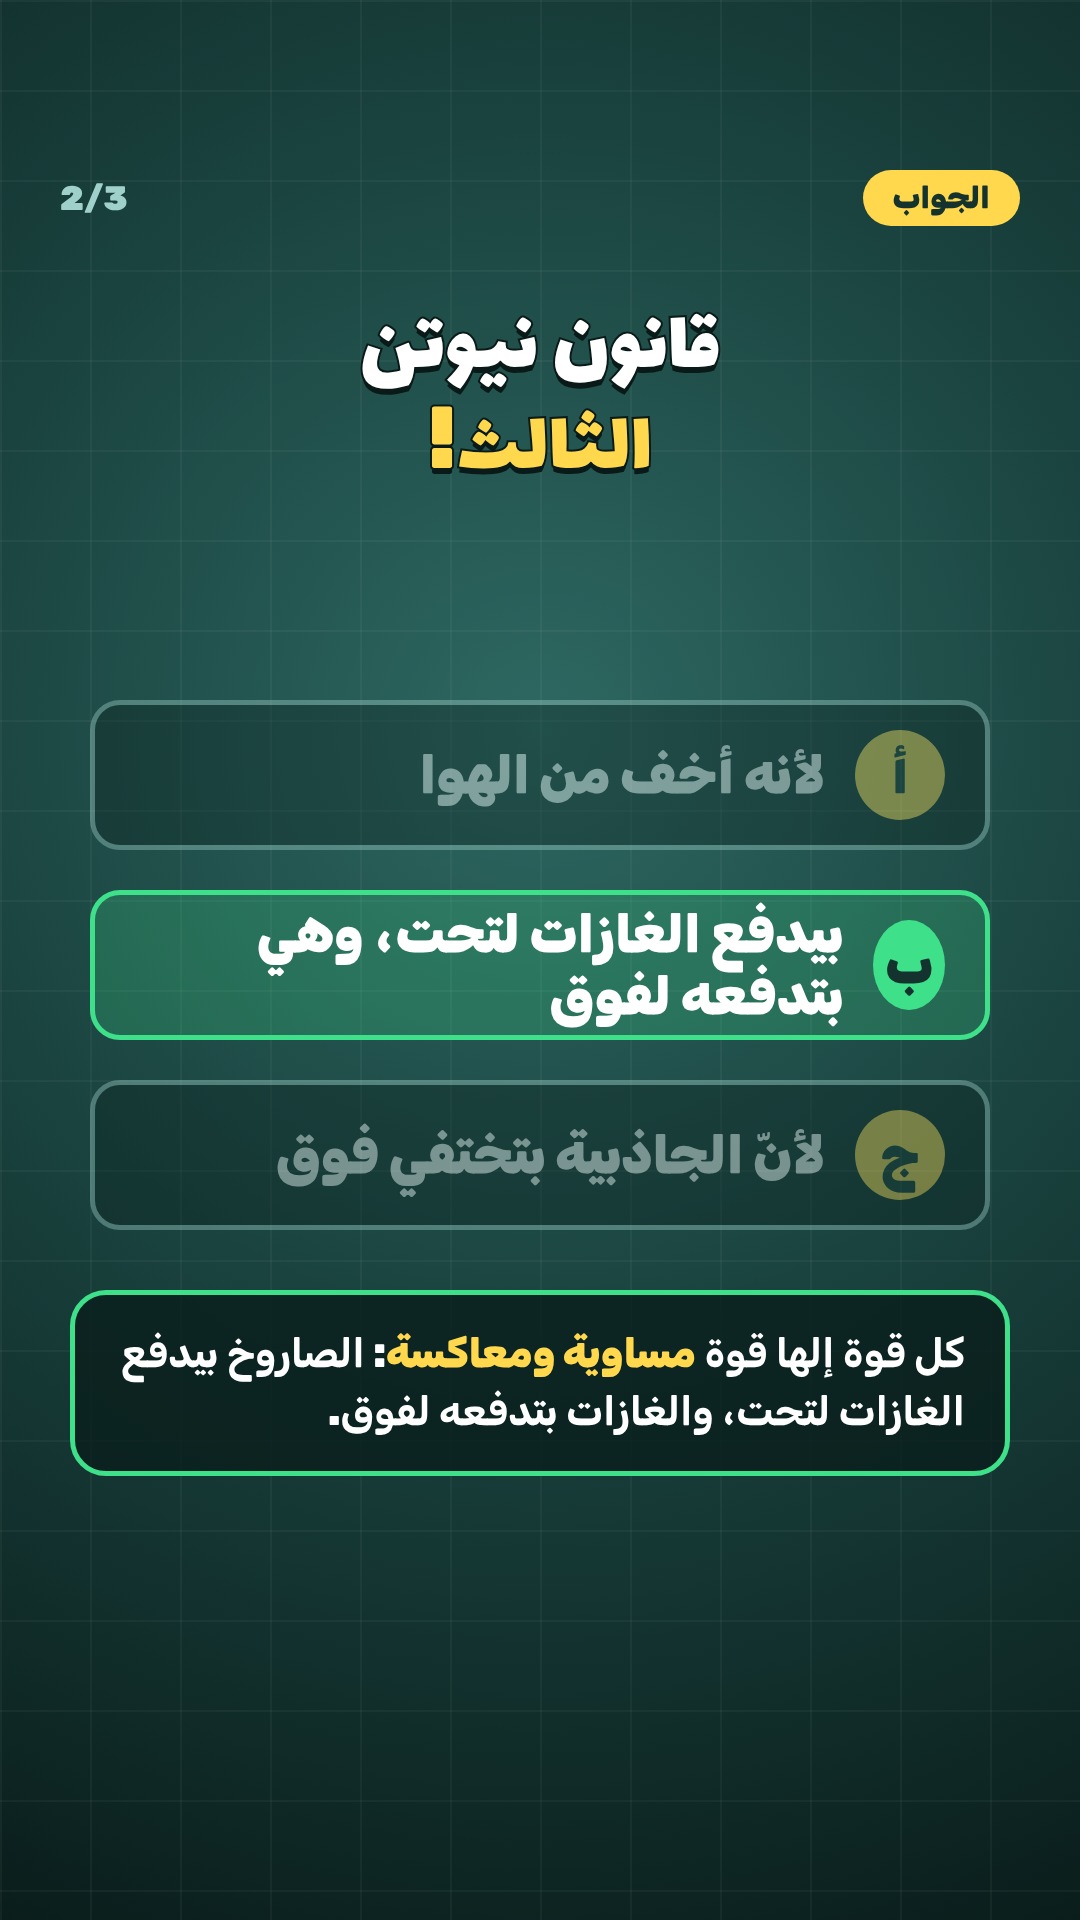 الجواب
2/3
قانون نيوتن
الثالث!
أ
لأنه أخف من الهوا
ب
بيدفع الغازات لتحت، وهي
بتدفعه لفوق
ج
لأنّ الجاذبية بتختفي فوق
كل قوة إلها قوة مساوية ومعاكسة: الصاروخ بيدفع
الغازات لتحت، والغازات بتدفعه لفوق.